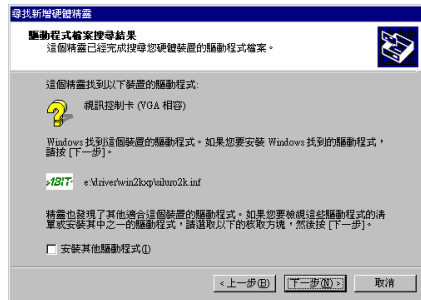 尋找新增硬體精靈
驅動程式檔案搜尋結果
這個精靈已經完成搜尋您硬體裝置的驅動程式檔案。
這個精靈找到以下裝置的驅動程式:
視訊控制卡 (VGA 相容)
Windows 找到這個裝置的驅動程式。如果您要安裝 Windows 找到的驅動程式，
請按 [下一步]。
ABIT
e:\driver\win2kxp\siluro2k.inf
精靈也發現了其他適合這個裝置的驅動程式。如果您要檢視這些驅動程式的清
單或安裝其中之一的驅動程式，請選取以下的核取方塊，然後按 [下一步]。
安裝其他驅動程式(I)
<上一步(B) 下一步(N)> 取消